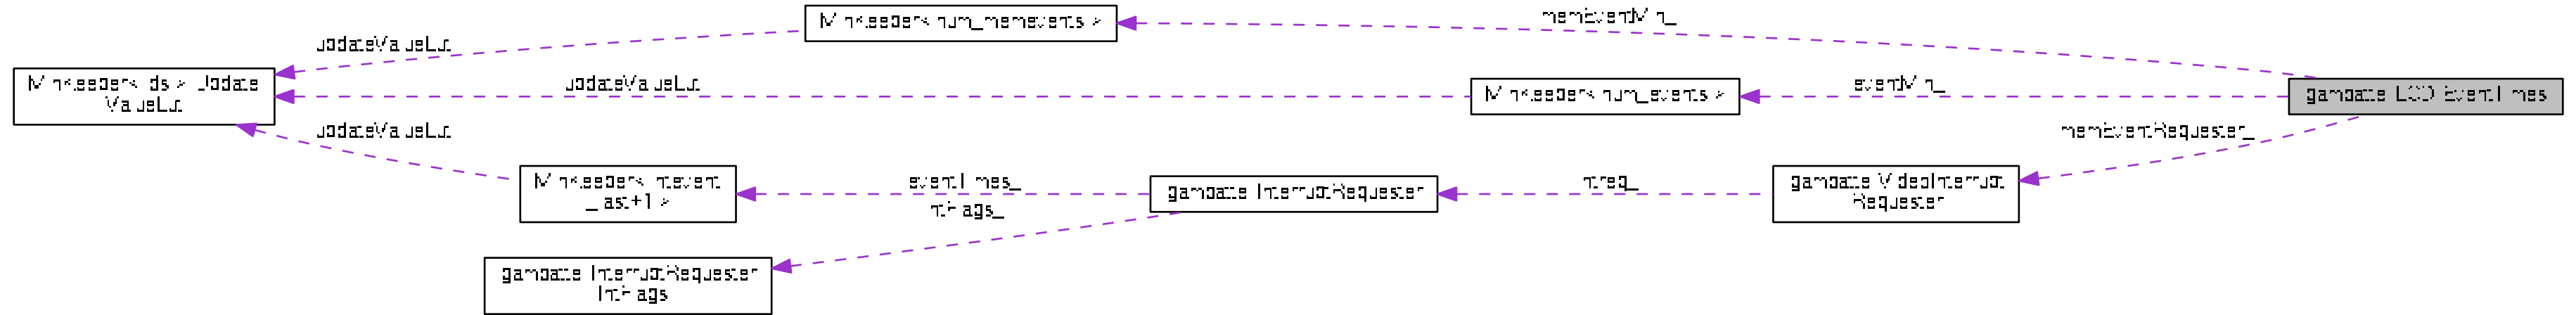 MinKeeper< num_memevents >
memEventMin_
updateValueLut
MinKeeper< ids >::Update
ValueLut
updateValueLut
MinKeeper< num_events >
eventMin_
gambatte::LCD::EventTimes
updateValueLut
memEventRequester_
MinKeeper< intevent
_last+1 >
eventTimes_
intFlags_
gambatte::InterruptRequester
intreq_
gambatte::VideoInterrupt
Requester
gambatte::InterruptRequester
::IntFlags